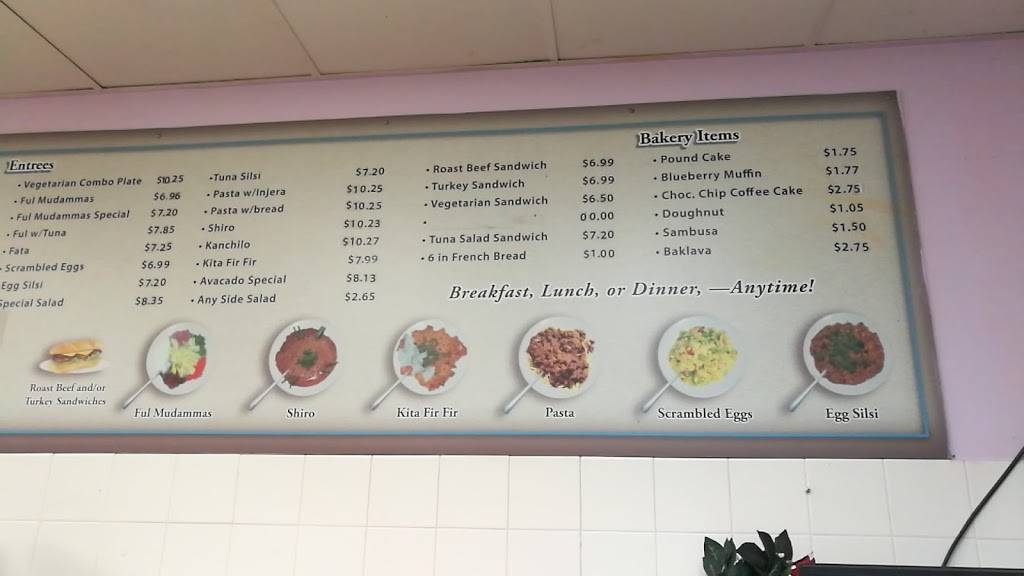 Entrees
• Vegetarian Combo Plate $10.25
• Ful Mudammas $6.96
• Ful Mudammas Special $7.20
• Ful w/Tuna $7.85
• Fata $7.25
• Scrambled Eggs $6.99
Egg Silsi $7.20
Special Salad $8.35
• Tuna Silsi $7.20
• Pasta w/Injera $10.25
• Pasta w/bread $10.25
• Shiro $10.23
• Kanchilo $10.27
• Kita Fir Fir $7.99
• Avacado Special $8.13
• Any Side Salad $2.65
• Roast Beef Sandwich $6.99
• Turkey Sandwich $6.99
• Vegetarian Sandwich $6.50
• 00.00
• Tuna Salad Sandwich $7.20
• 6 in French Bread $1.00
Bakery Items
• Pound Cake $1.75
• Blueberry Muffin $1.77
• Choc. Chip Coffee Cake $2.75
• Doughnut $1.05
• Sambusa $1.50
• Baklava $2.75
Breakfast, Lunch, or Dinner, —Anytime!
Roast Beef and/or
Turkey Sandwiches
Ful Mudammas
Shiro
Kita Fir Fir
Pasta
Scrambled Eggs
Egg Silsi